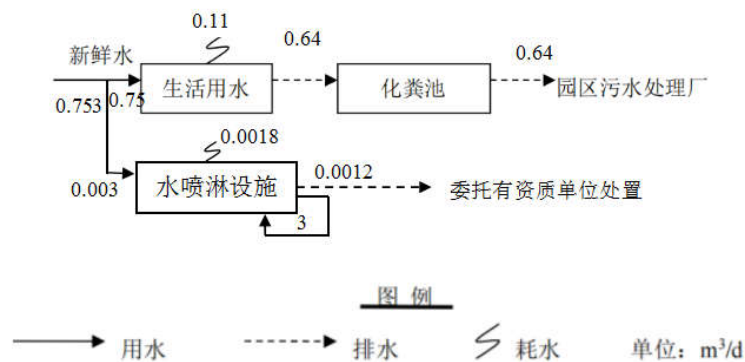 0.11
新鲜水
0.64
0.64
生活用水
化粪池
园区污水处理厂
0.753
0.75
0.0018
0.003
水喷淋设施
0.0012
委托有资质单位处置
3
图 例
用水
排水
耗水
单位：m³/d